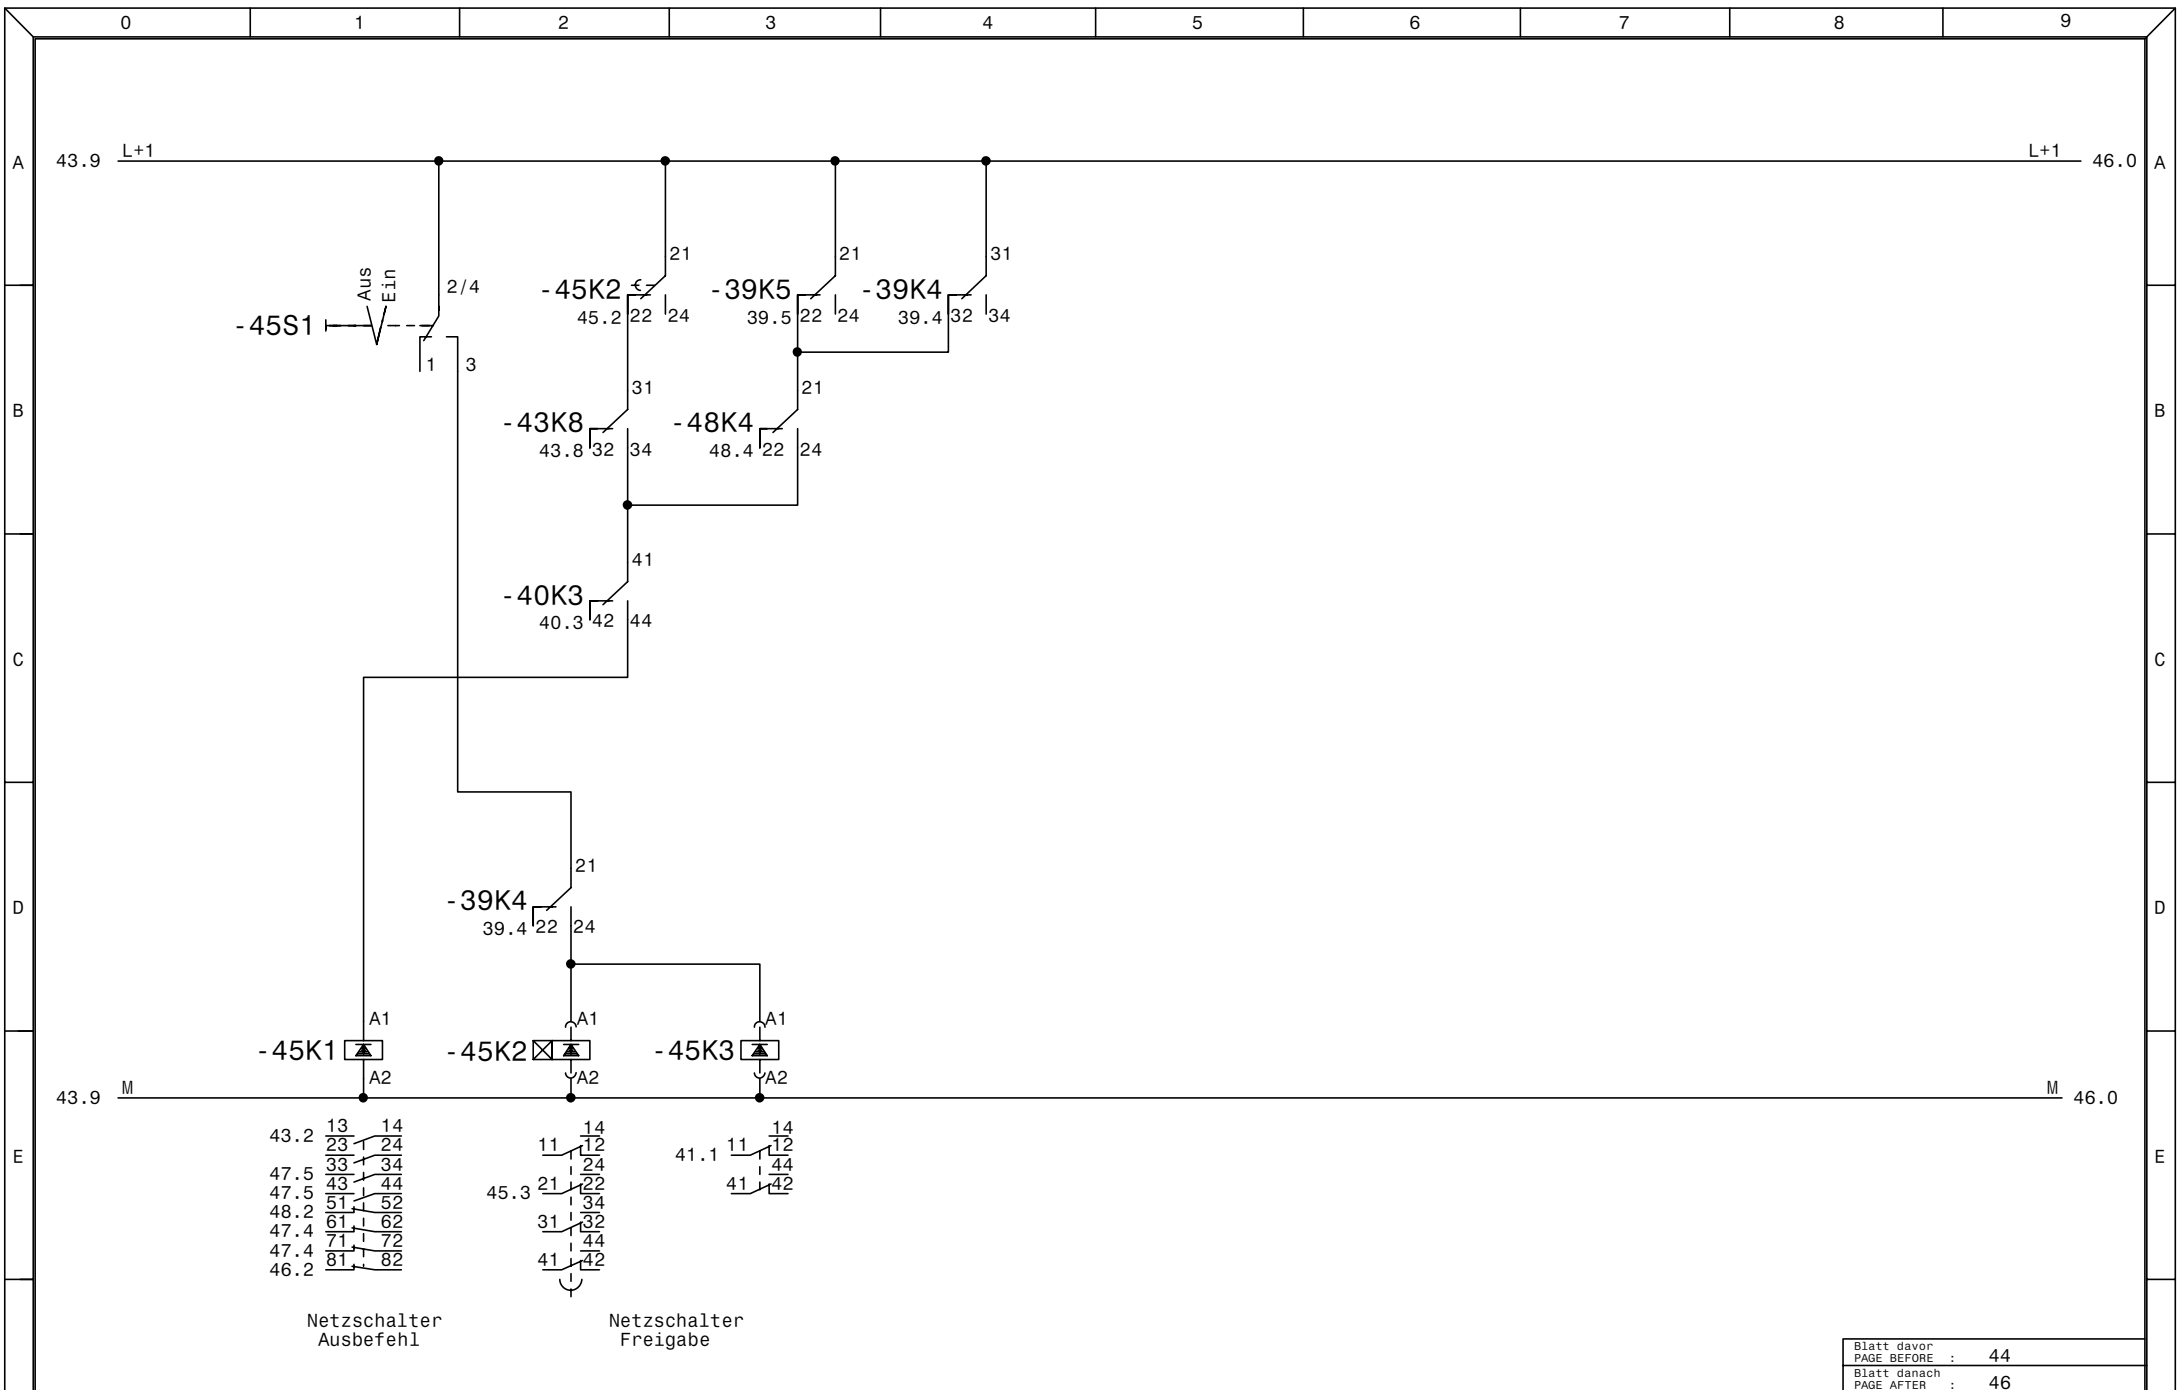 0 1 2 3 4 5 6 7 8 9
A 43.9 L+1 L+1 46.0 A
21 21 31
Aus
Ein
2/4
-45K2 -39K5 -39K4
-45S1
45.2 22 24 39.5 22 24 39.4 32 34
1 3
31 21
B B
-43K8 -48K4
43.8 32 34 48.4 22 24
41
-40K3
40.3 42 44
C C
21
-39K4
D D
39.4 22 24
A1 A1 A1
-45K1 -45K2 -45K3
A2 A2 A2
43.9 M M 46.0
43.2 13 14 14 14
23 24 11 12 41.1 11 12
E E
47.5 33 34 24 44
47.5 43 44 45.3 21 22 41 42
48.2 51 52 34
47.4 61 62 31 32
47.4 71 72 44
46.2 81 82 41 42
Netzschalter Netzschalter
Ausbefehl Freigabe
Blatt davor
PAGE BEFORE : 44
Blatt danach
PAGE AFTER : 46